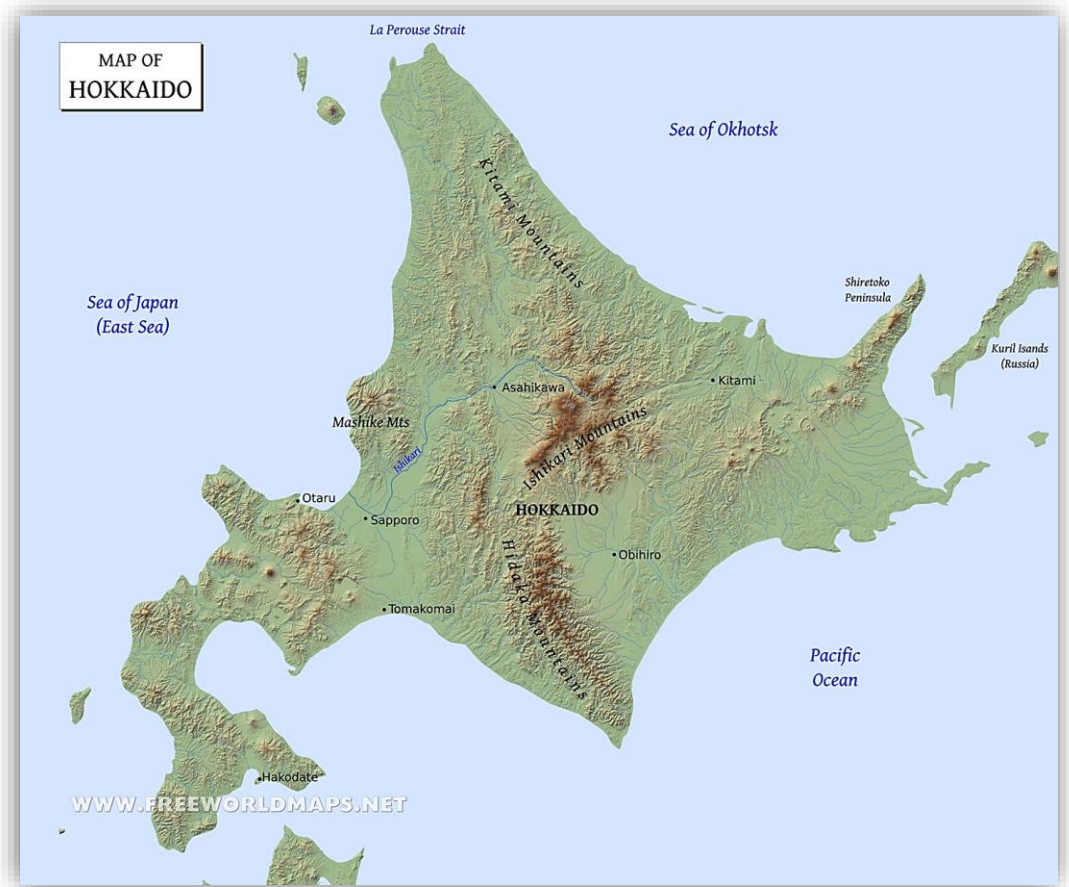 La Perouse Strait
MAP OF
HOKKAIDO
Sea of Okhotsk
Kitami Mountains
Sea of Japan
(East Sea)
Shiretoko
Peninsula
Kuril Isands
(Russia)
Asahikawa
Kitami
Mashike Mts
Ishikari Mountains
Ishikari
Otaru
Sapporo
HOKKAIDO
Hidaka Mountains
Obihiro
Tomakomai
Pacific
Ocean
Hakodate
WWW.FREEWORLDMAPS.NET